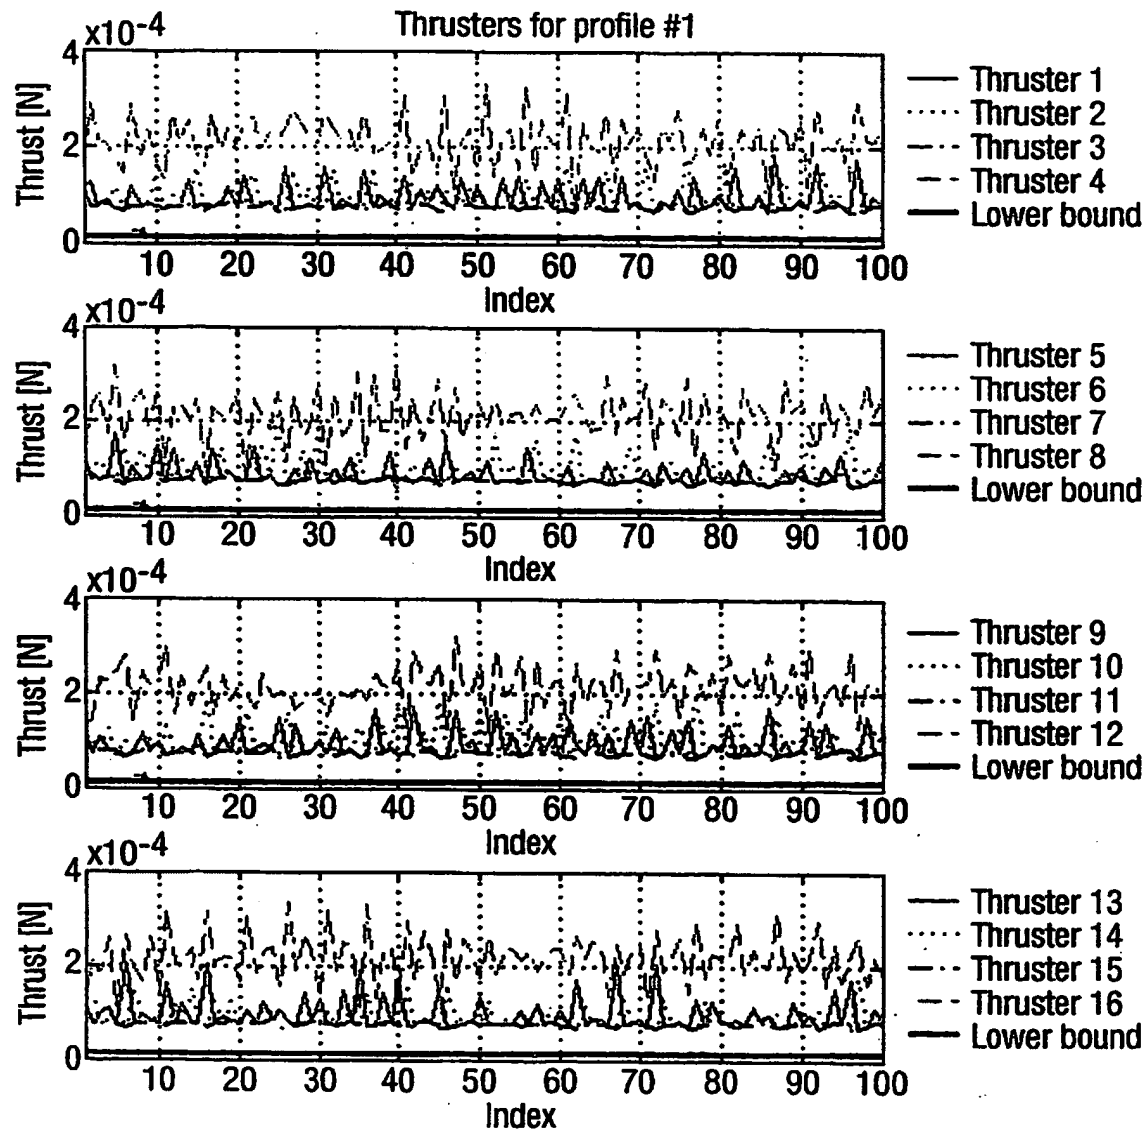 Thrusters for profile #1
x10-4
4
2
0
Thrust [N]
10 20 30 40 50 60 70 80 90 100
Index
Thruster 1
Thruster 2
Thruster 3
Thruster 4
Lower bound
x10-4
4
2
0
Thrust [N]
10 20 30 40 50 60 70 80 90 100
Index
Thruster 5
Thruster 6
Thruster 7
Thruster 8
Lower bound
x10-4
4
2
0
Thrust [N]
10 20 30 40 50 60 70 80 90 100
Index
Thruster 9
Thruster 10
Thruster 11
Thruster 12
Lower bound
x10-4
4
2
0
Thrust [N]
10 20 30 40 50 60 70 80 90 100
Index
Thruster 13
Thruster 14
Thruster 15
Thruster 16
Lower bound